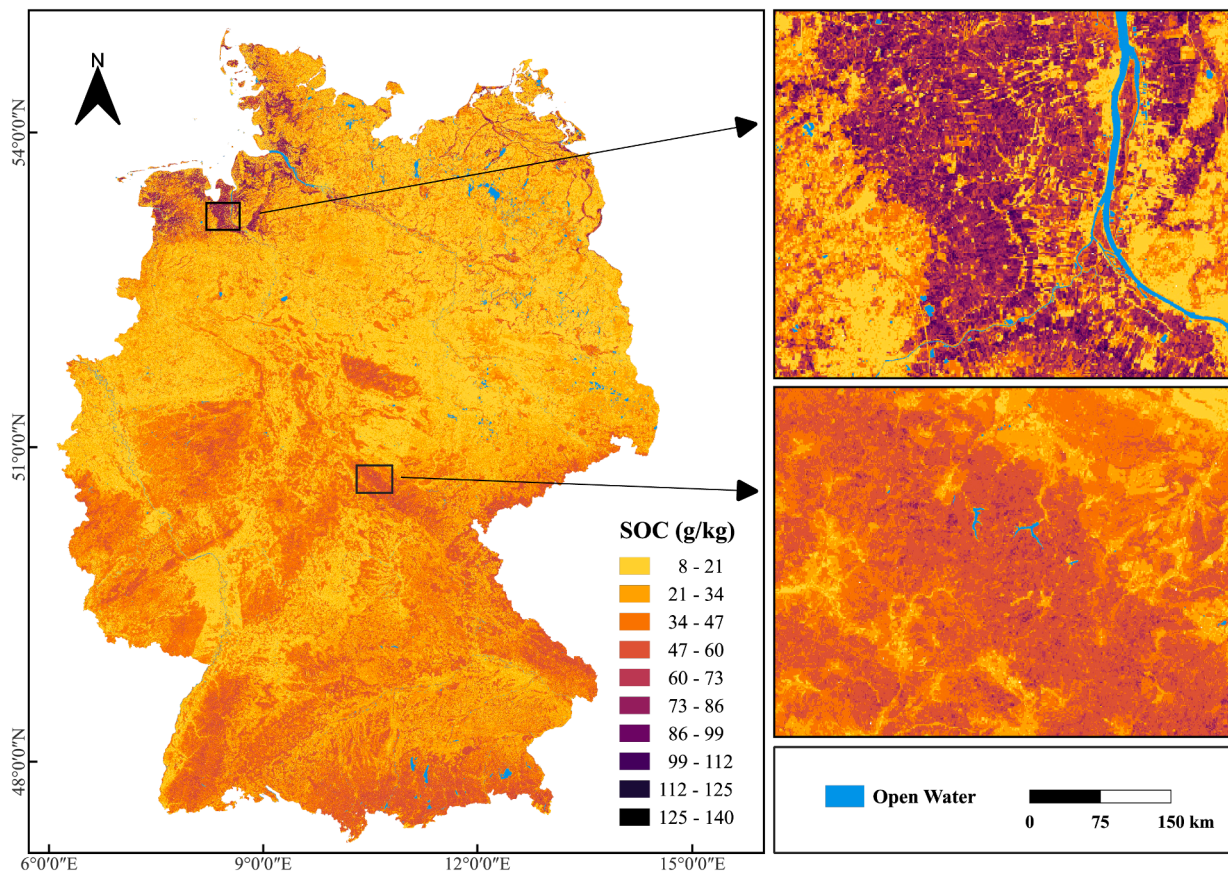 N
54°0'0"N
51°0'0"N
48°0'0"N
SOC (g/kg)
8 - 21
21 - 34
34 - 47
47 - 60
60 - 73
73 - 86
86 - 99
99 - 112
112 - 125
125 - 140
6°0'0"E
9°0'0"E
12°0'0"E
15°0'0"E
Open Water
0 75 150 km